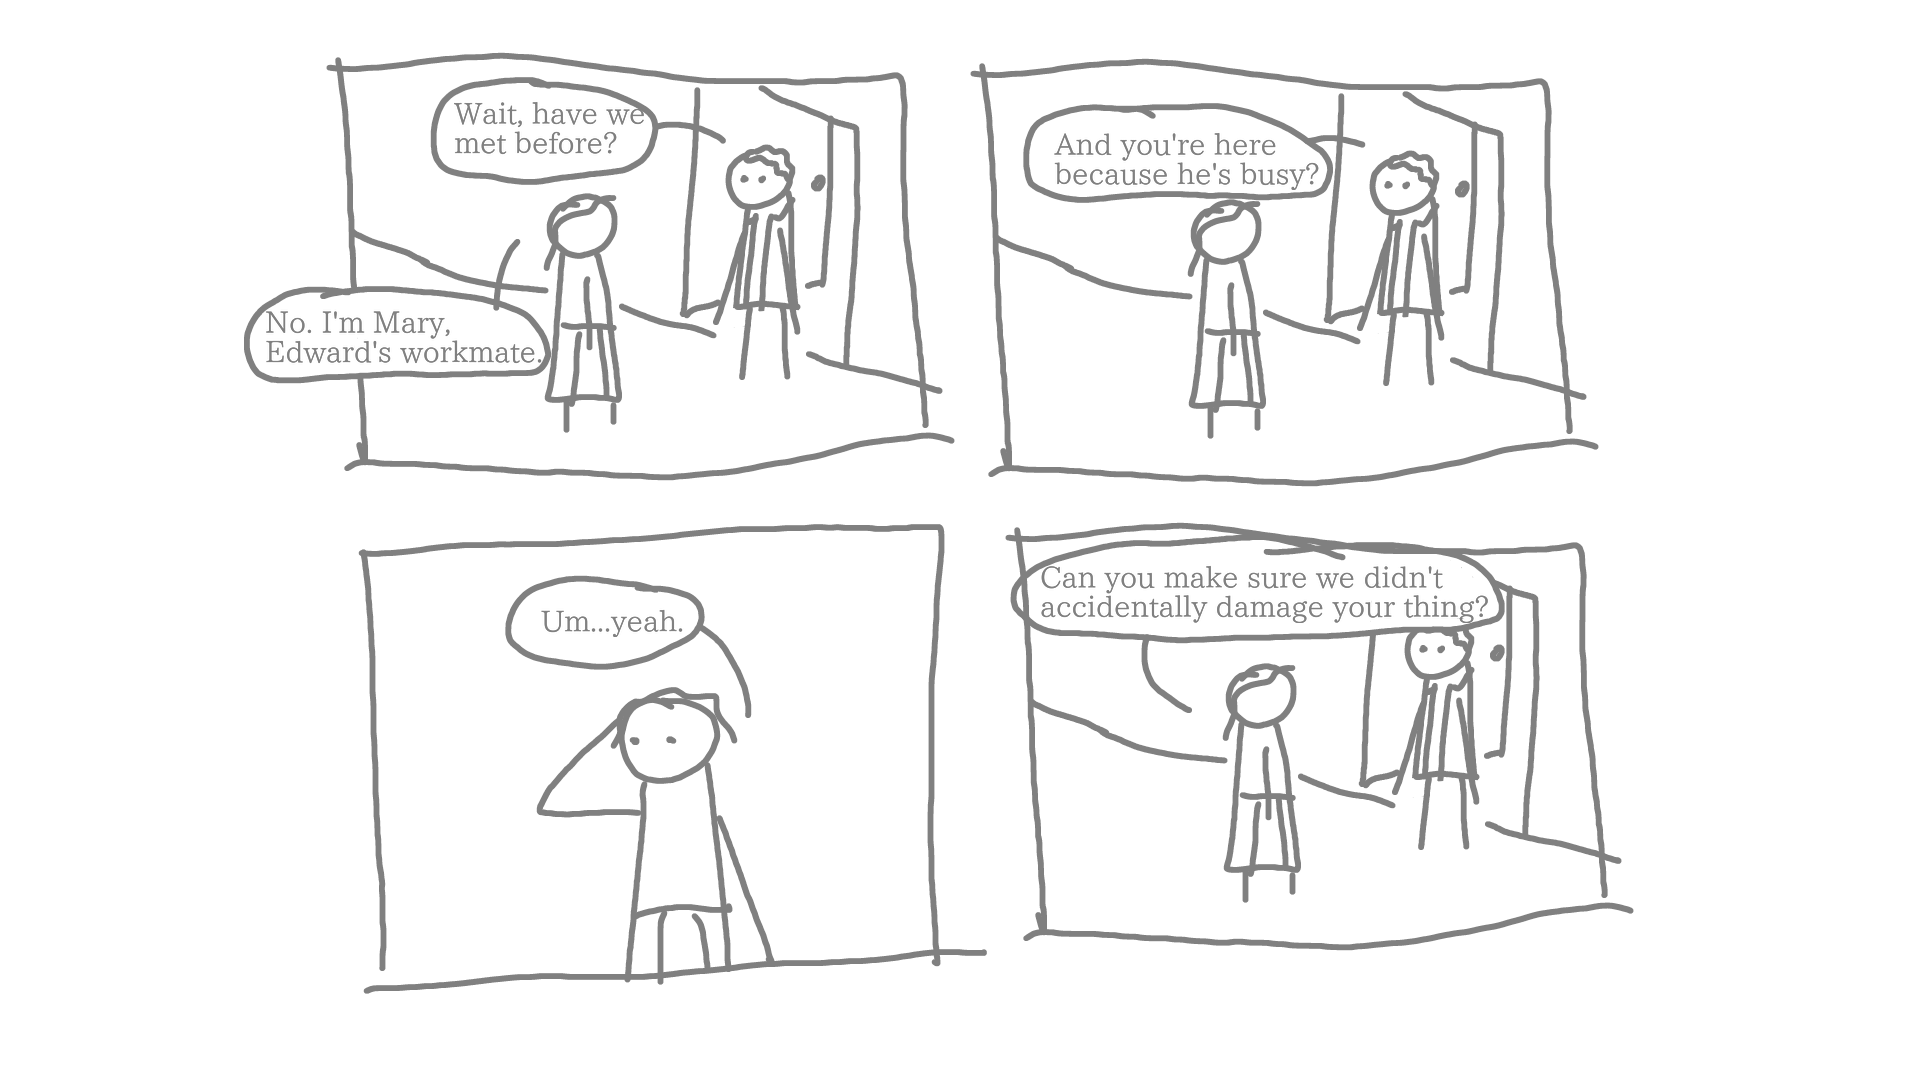 Wait, have we
met before?
No. I'm Mary,
Edward's workmate.
And you're here
because he's busy?
Um...yeah.
Can you make sure we didn't
accidentally damage your thing?